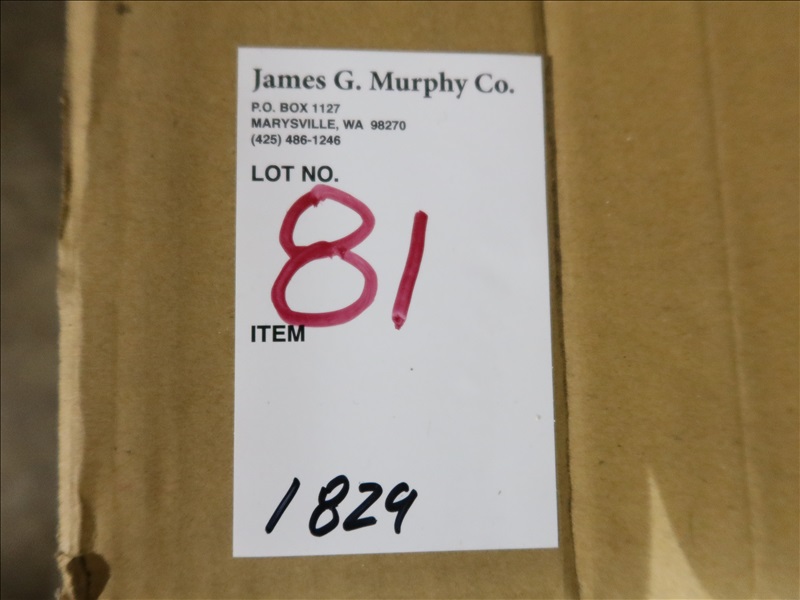 James G. Murphy Co.
P.O. BOX 1127
MARYSVILLE, WA 98270
(425) 486-1246
LOT NO.
81
ITEM
1829